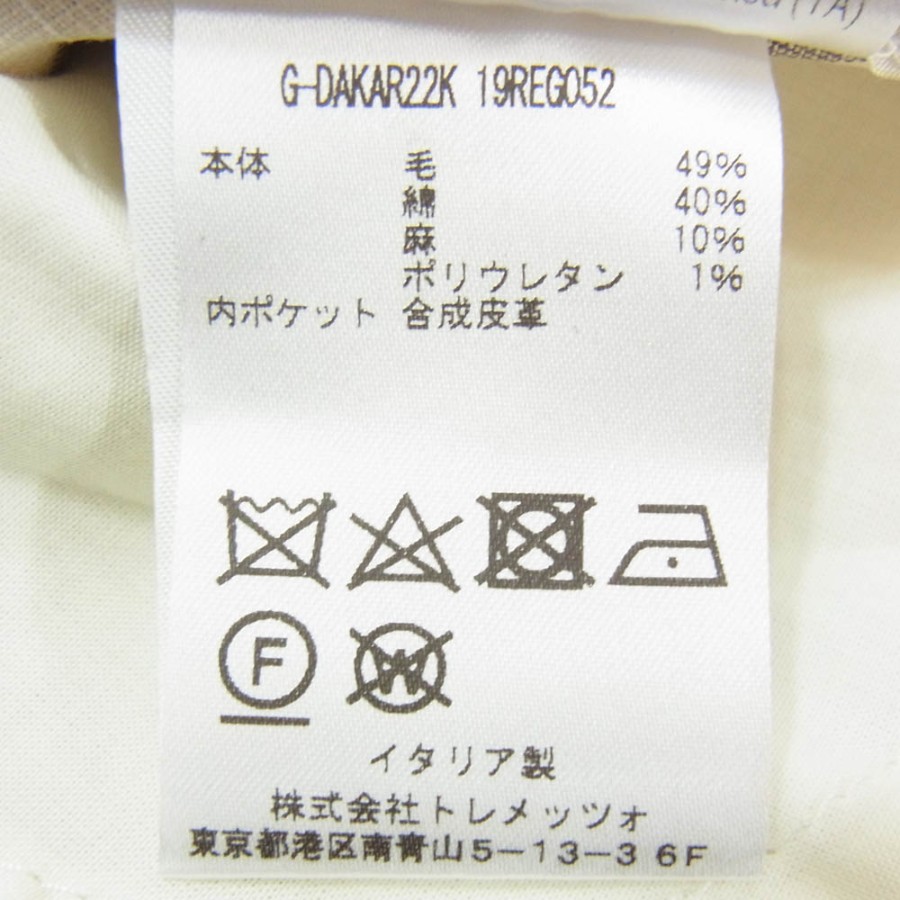 (TA)
G-DAKAR22K 19REG052
本体 毛 49%
綿 40%
麻 10%
ポリウレタン 1%
内ポケット 合成皮革
F
W
イタリア製
株式会社トレメッツォ
東京都港区南青山5-13-3 6F